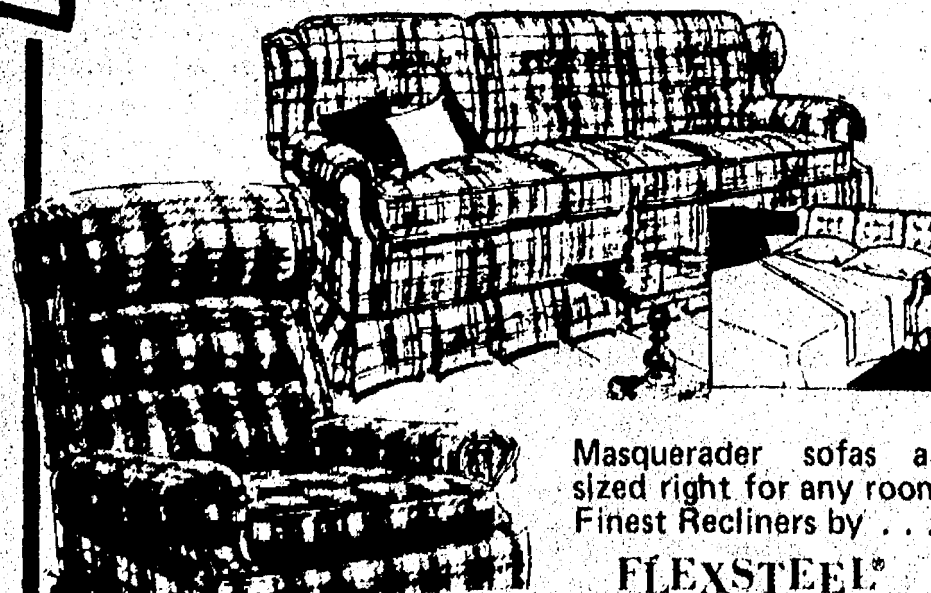 Masquerader sofas a
sized right for any room
Finest Recliners by . . .
FLEXSTEEL®